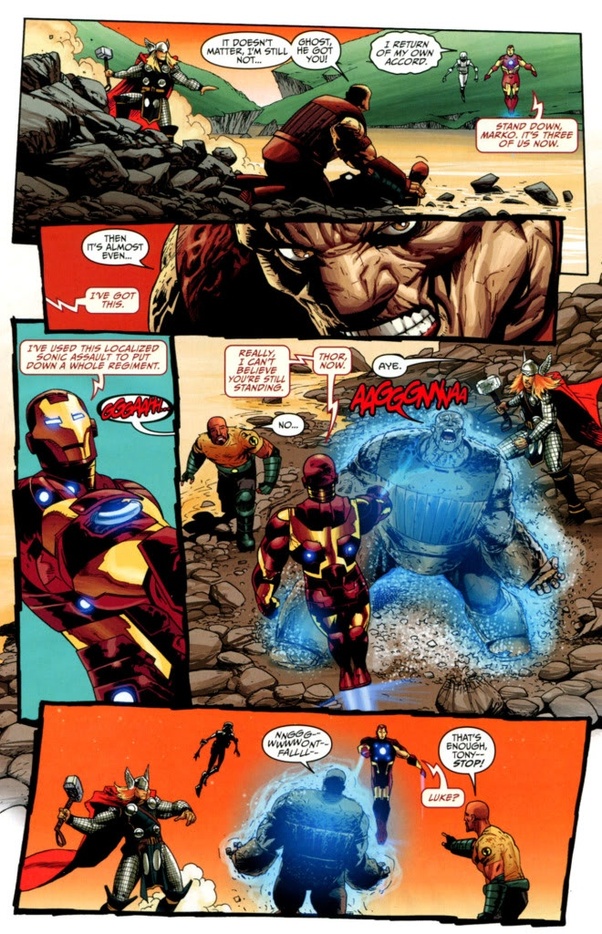 IT DOESN'T
MATTER, I'M STILL
NOT...
GHOST,
HE GOT
YOU!
I RETURN
OF MY OWN
ACCORD.
STAND DOWN,
MARKO. IT'S THREE
OF US NOW.
THEN
IT'S ALMOST
EVEN...
I'VE GOT
THIS.
I'VE USED THIS LOCALIZED
SONIC ASSAULT TO PUT
DOWN A WHOLE REGIMENT.
GGGAAHH...
REALLY,
I CAN'T
BELIEVE
YOU'RE STILL
STANDING.
THOR,
NOW.
AYE.
AAGGGNNNAA
NO...
NNGGG--
WWWWONT--
FALLLL--
LUKE?
THAT'S
ENOUGH,
TONY--
STOP!